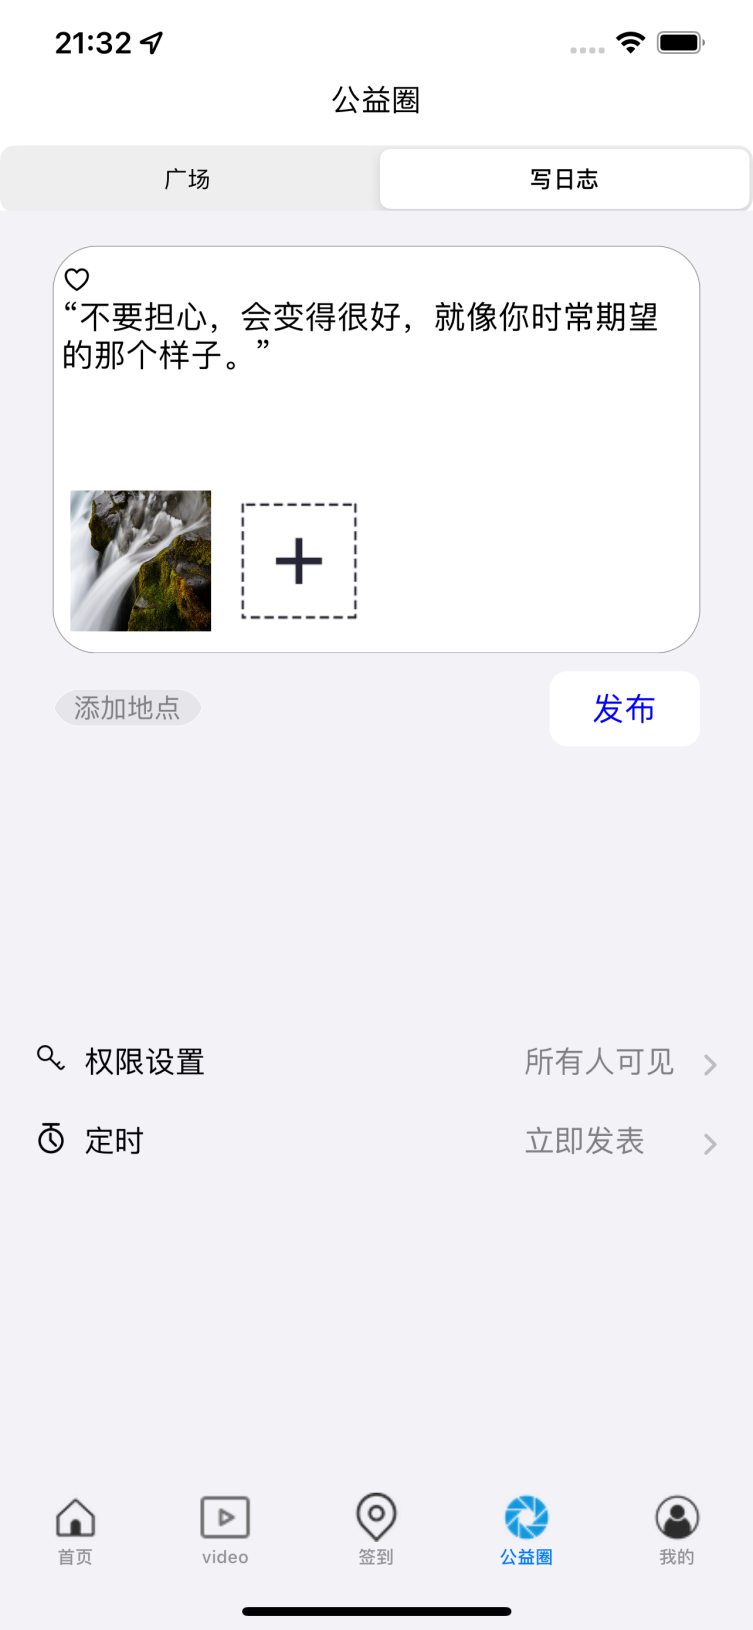 21:32
公益圈
广场
写日志
“不要担心，会变得很好，就像你时常期望
的那个样子。”
添加地点
发布
权限设置
所有人可见
定时
立即发表
首页
video
签到
公益圈
我的